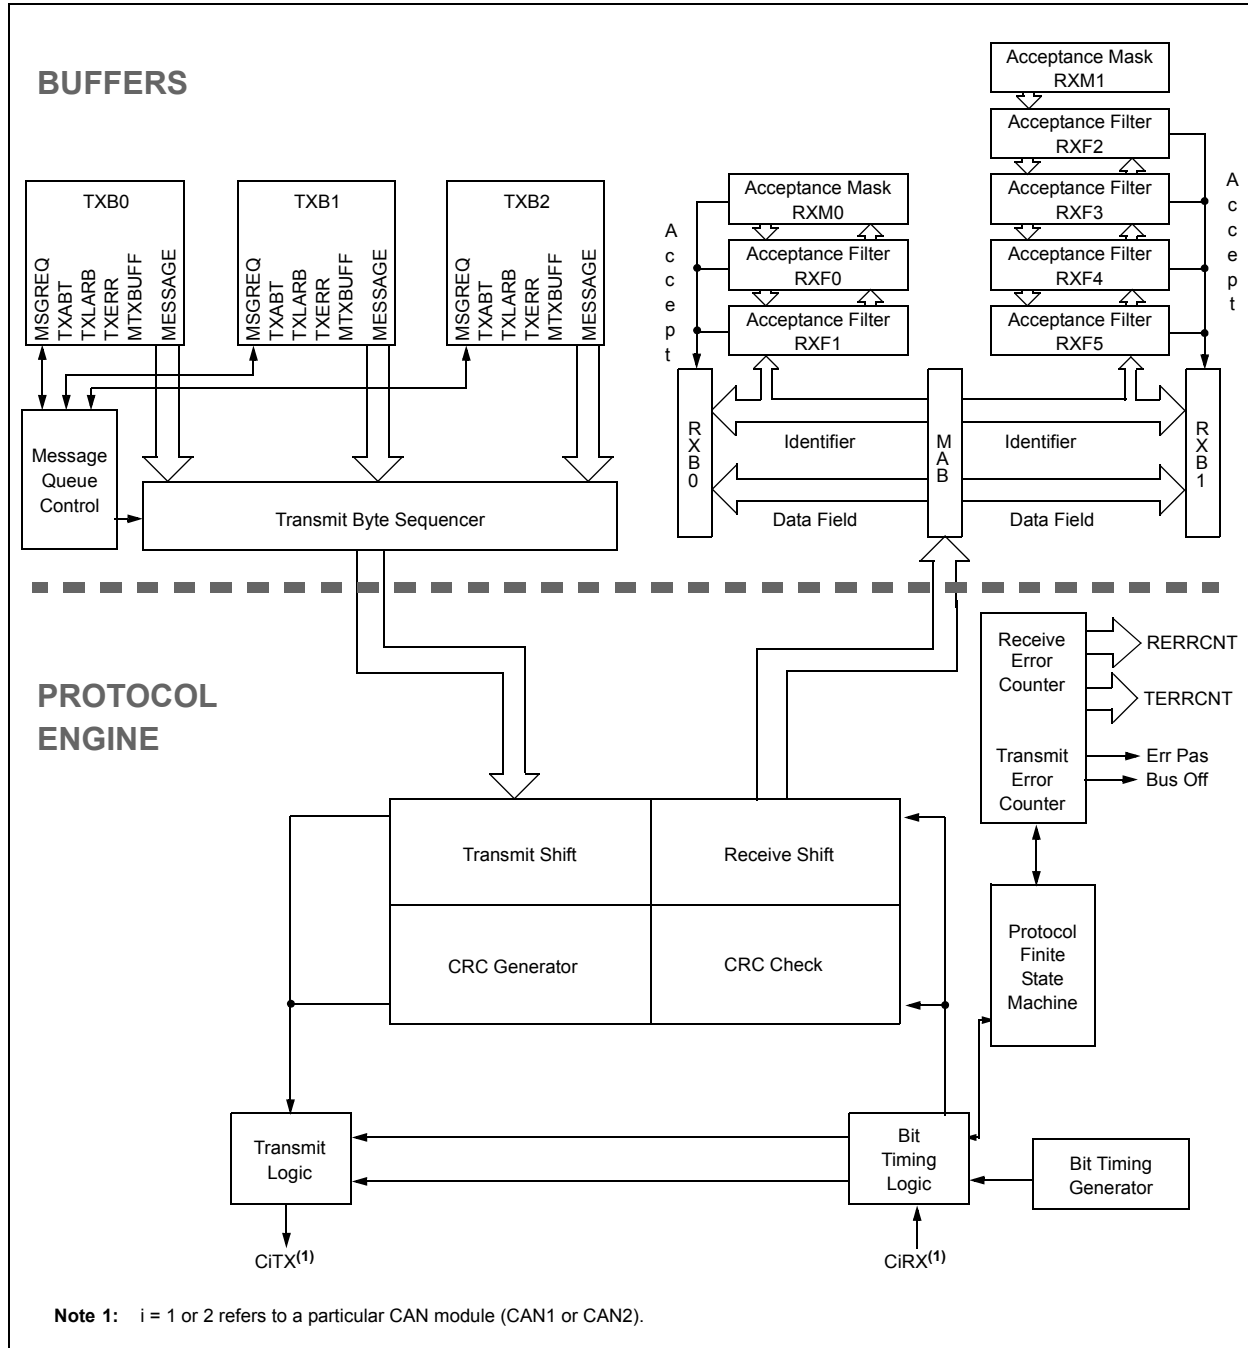 BUFFERS
Acceptance Mask
RXM1
Acceptance Filter
RXF2
Acceptance Filter
RXF3
Acceptance Filter
RXF4
Acceptance Filter
RXF5
Accept
Acceptance Mask
RXM0
Acceptance Filter
RXF0
Acceptance Filter
RXF1
Accept
TXB0
MSGREQ
TXABT
TXLARB
TXERR
MTXBUFF
MESSAGE
TXB1
MSGREQ
TXABT
TXLARB
TXERR
MTXBUFF
MESSAGE
TXB2
MSGREQ
TXABT
TXLARB
TXERR
MTXBUFF
MESSAGE
Message
Queue
Control
Transmit Byte Sequencer
RXB0
Identifier
Data Field
MAB
Identifier
Data Field
RXB1
PROTOCOL
ENGINE
Receive
Error
Counter
Transmit
Error
Counter
RERRCNT
TERRCNT
Err Pas
Bus Off
Transmit Shift
Receive Shift
CRC Generator
CRC Check
Protocol
Finite
State
Machine
Transmit
Logic
Bit
Timing
Logic
Bit Timing
Generator
CiTX(1)
CiRX(1)
Note 1: i = 1 or 2 refers to a particular CAN module (CAN1 or CAN2).